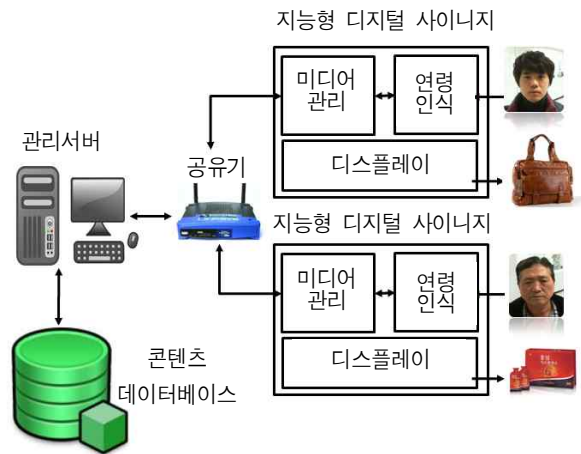 지능형 디지털 사이니지
미디어
관리
연령
인식
디스플레이
관리서버
공유기
지능형 디지털 사이니지
미디어
관리
연령
인식
디스플레이
콘텐츠
데이터베이스